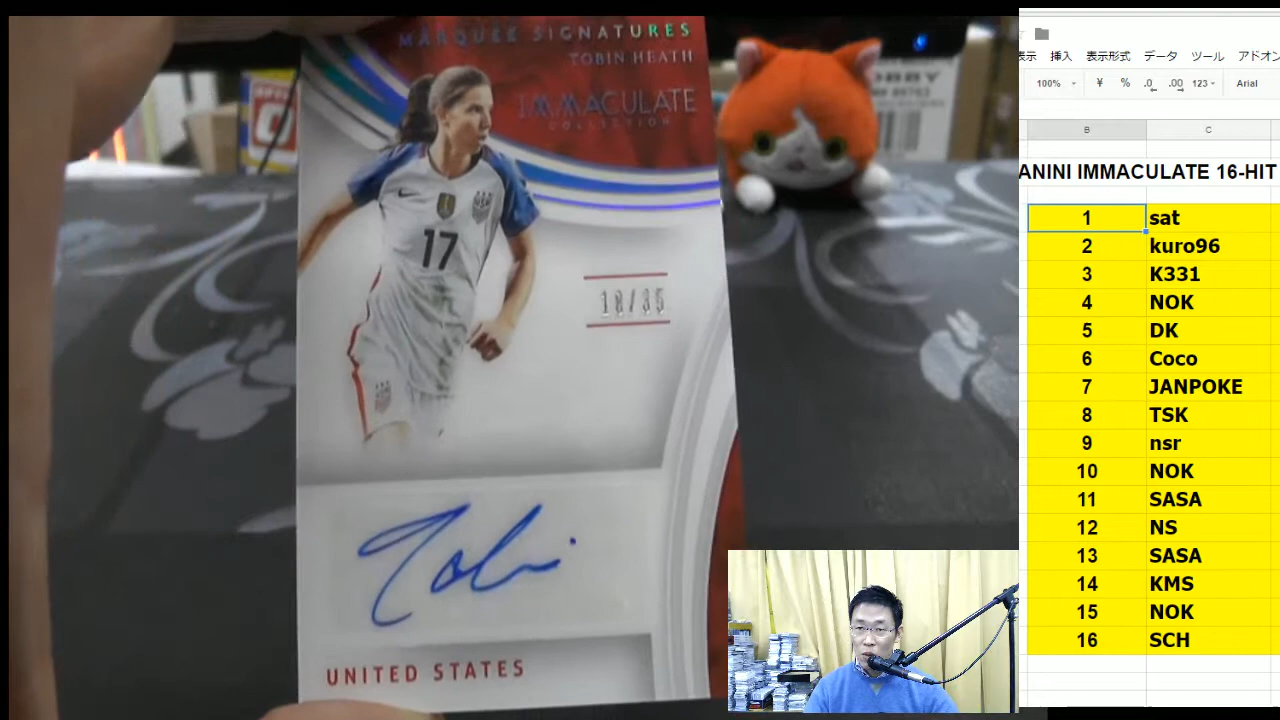 MARQUEE SIGNATURES
TOBIN HEATH
IMMACULATE
COLLECTION
17
18/35
UNITED STATES
表示 挿入 表示形式 データ ツール アドオン
100% ¥ % .0 .00 123 Arial
B C
ANINI IMMACULATE 16-HIT
1 sat
2 kuro96
3 K331
4 NOK
5 DK
6 Coco
7 JANPOKE
8 TSK
9 nsr
10 NOK
11 SASA
12 NS
13 SASA
14 KMS
15 NOK
16 SCH